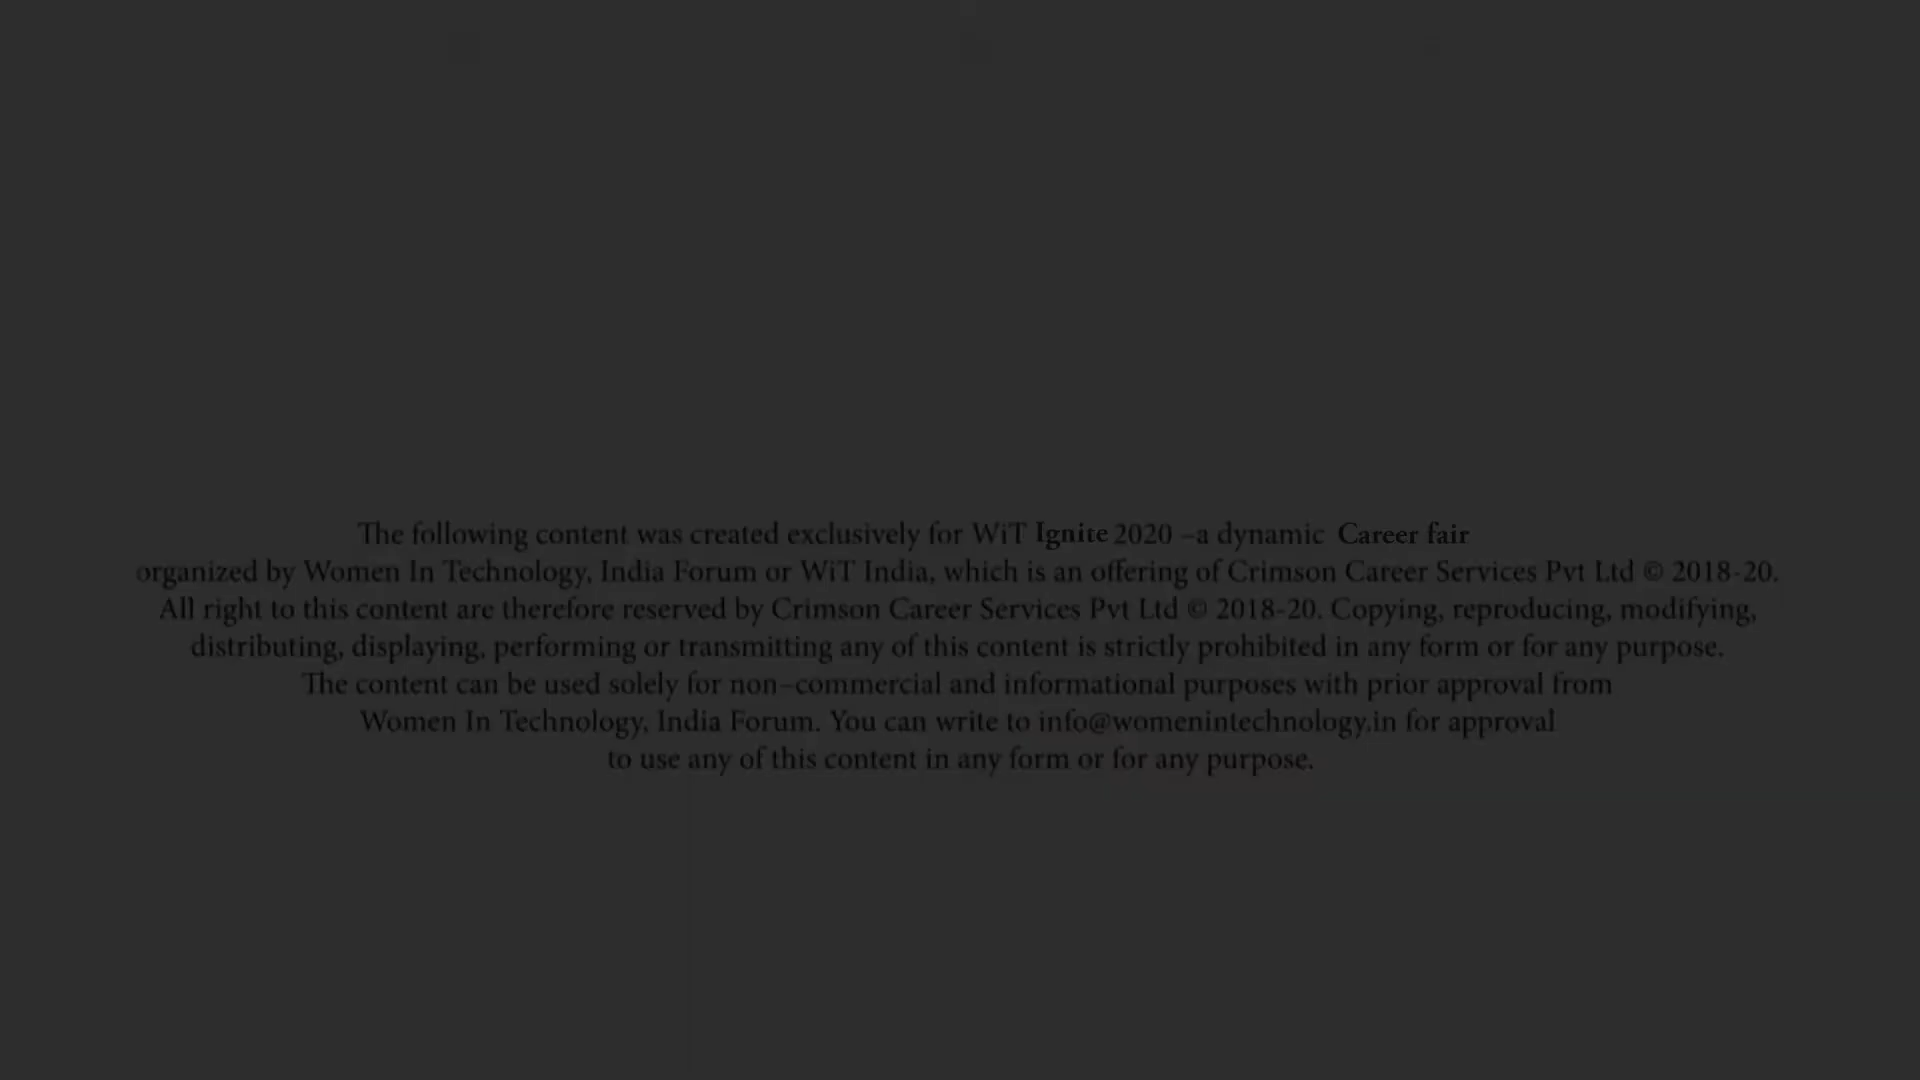 The following content was created exclusively for WiT Ignite 2020 –a dynamic Career fair
organized by Women In Technology, India Forum or WiT India, which is an offering of Crimson Career Services Pvt Ltd © 2018-20.
All right to this content are therefore reserved by Crimson Career Services Pvt Ltd © 2018-20. Copying, reproducing, modifying,
distributing, displaying, performing or transmitting any of this content is strictly prohibited in any form or for any purpose.
The content can be used solely for non–commercial and informational purposes with prior approval from
Women In Technology, India Forum. You can write to info@womenintechnology.in for approval
to use any of this content in any form or for any purpose.